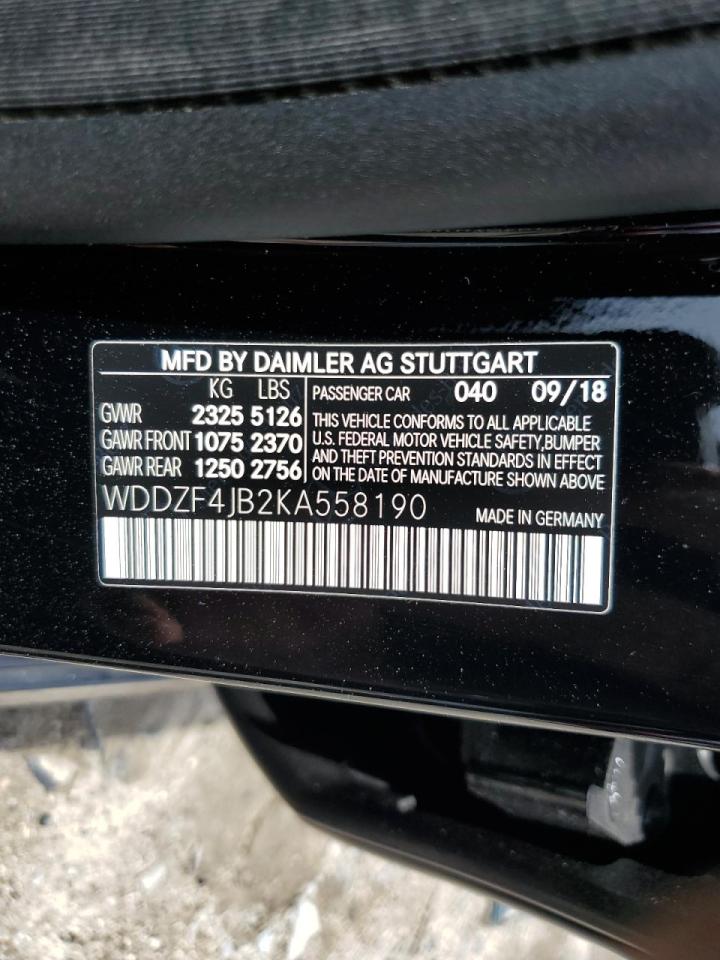 MFD BY DAIMLER AG STUTTGART
KG LBS
GVWR 2325 5126
GAWR FRONT 1075 2370
GAWR REAR 1250 2756
PASSENGER CAR 040 09/18
THIS VEHICLE CONFORMS TO ALL APPLICABLE
U.S. FEDERAL MOTOR VEHICLE SAFETY,BUMPER
AND THEFT PREVENTION STANDARDS IN EFFECT
ON THE DATE OF MANUFACTURE SHOWN ABOVE
WDDZF4JB2KA558190
MADE IN GERMANY